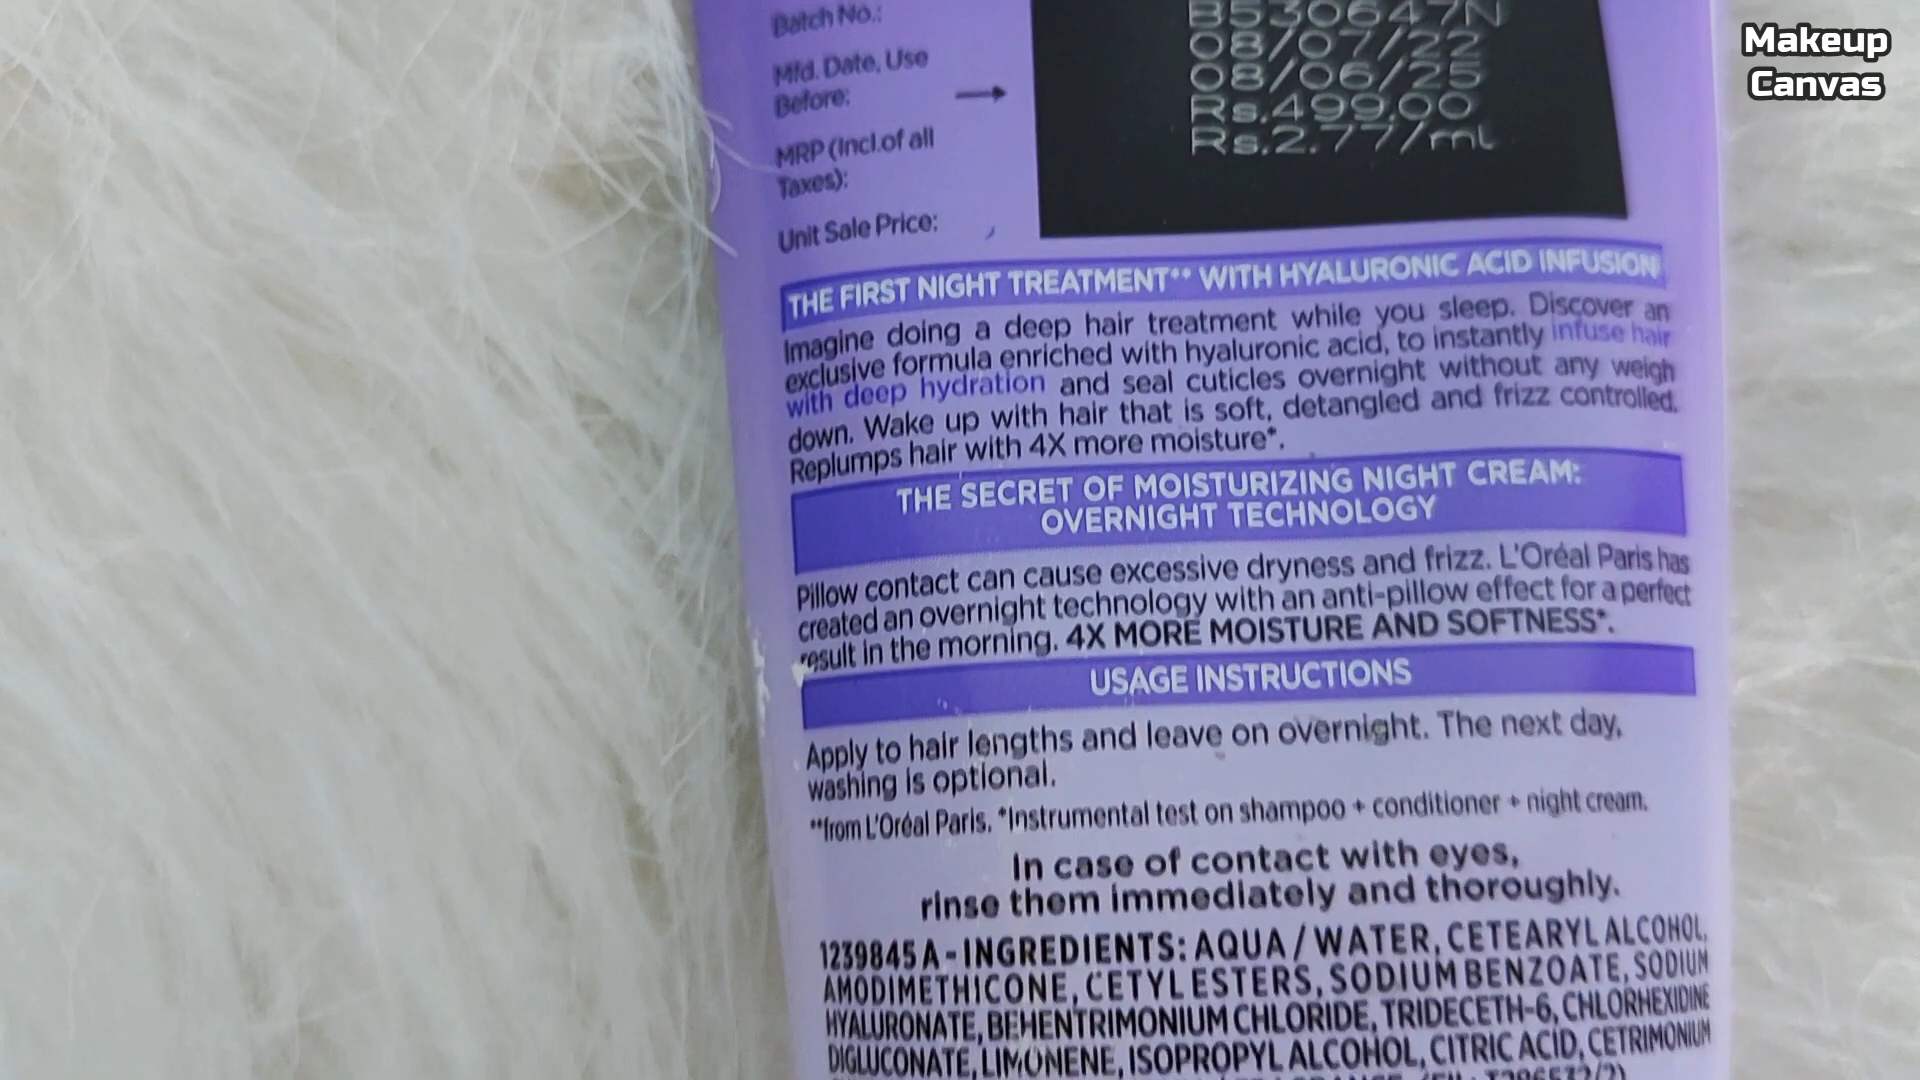 Makeup
Canvas
Batch No.:
B530647N
Mfd. Date, Use
Before:
08/07/22
08/06/25
MRP (Incl.of all
Taxes):
Rs.499.00
Unit Sale Price:
Rs.2.77/ml
THE FIRST NIGHT TREATMENT** WITH HYALURONIC ACID INFUSION
Imagine doing a deep hair treatment while you sleep. Discover an
exclusive formula enriched with hyaluronic acid, to instantly infuse hair
with deep hydration and seal cuticles overnight without any weigh
down. Wake up with hair that is soft, detangled and frizz controlled.
Replumps hair with 4X more moisture*.
THE SECRET OF MOISTURIZING NIGHT CREAM:
OVERNIGHT TECHNOLOGY
Pillow contact can cause excessive dryness and frizz. L'Oréal Paris has
created an overnight technology with an anti-pillow effect for a perfect
result in the morning. 4X MORE MOISTURE AND SOFTNESS*.
USAGE INSTRUCTIONS
Apply to hair lengths and leave on overnight. The next day,
washing is optional.
**from L'Oréal Paris. *Instrumental test on shampoo + conditioner + night cream.
In case of contact with eyes,
rinse them immediately and thoroughly.
1239845 A - INGREDIENTS: AQUA / WATER, CETEARYL ALCOHOL,
AMODIMETHICONE, CETYL ESTERS, SODIUM BENZOATE, SODIUM
HYALURONATE, BEHENTRIMONIUM CHLORIDE, TRIDECETH-6, CHLORHEXIDINE
DIGLUCONATE, LIMONENE, ISOPROPYL ALCOHOL, CITRIC ACID, CETRIMONIUM